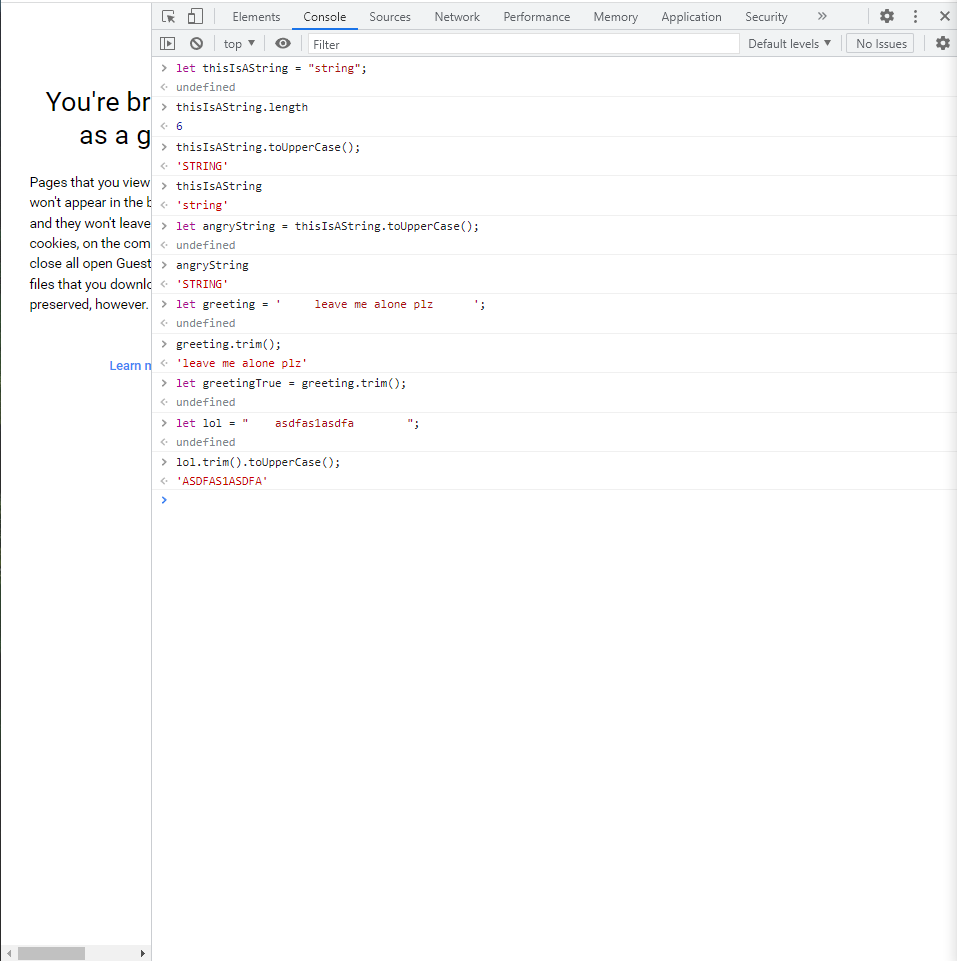 Elements Console Sources Network Performance Memory Application Security »
top ▼ Filter Default levels ▼ No Issues
You're br
as a g
Pages that you view
won't appear in the b
and they won't leave
cookies, on the com
close all open Guest
files that you downlo
preserved, however.
Learn m
> let thisIsAString = "string";
undefined
> thisIsAString.length
6
> thisIsAString.toUpperCase();
'STRING'
> thisIsAString
'string'
> let angryString = thisIsAString.toUpperCase();
undefined
> angryString
'STRING'
> let greeting = '     leave me alone plz      ';
undefined
> greeting.trim();
'leave me alone plz'
> let greetingTrue = greeting.trim();
undefined
> let lol = "    asdfas1asdfa        ";
undefined
> lol.trim().toUpperCase();
'ASDFAS1ASDFA'
>